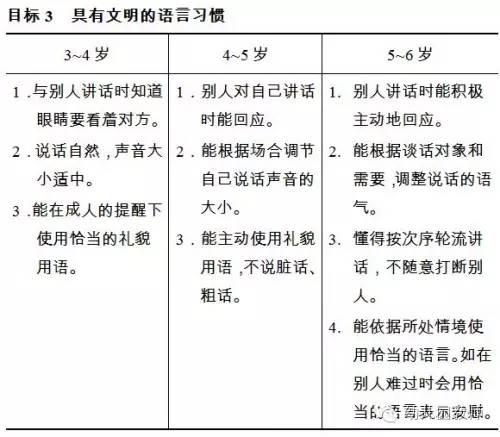 目标 3 具有文明的语言习惯
3~4 岁
4~5 岁
5~6 岁
1．与别人讲话时知道
眼睛要看着对方。
2．说话自然，声音大
小适中。
3．能在成人的提醒下
使用恰当的礼貌
用语。
1．别人对自己讲话
时能回应。
2．能根据场合调节
自己说话声音的
大小。
3．能主动使用礼貌
用语，不说脏话、
粗话。
1. 别人讲话时能积极
主动地回应。
2. 能根据谈话对象和
需要，调整说话的语
气。
3. 懂得按次序轮流讲
话，不随意打断别
人。
4. 能依据所处情境使
用恰当的语言。如在
别人难过时会用恰
当的语言表示安慰。